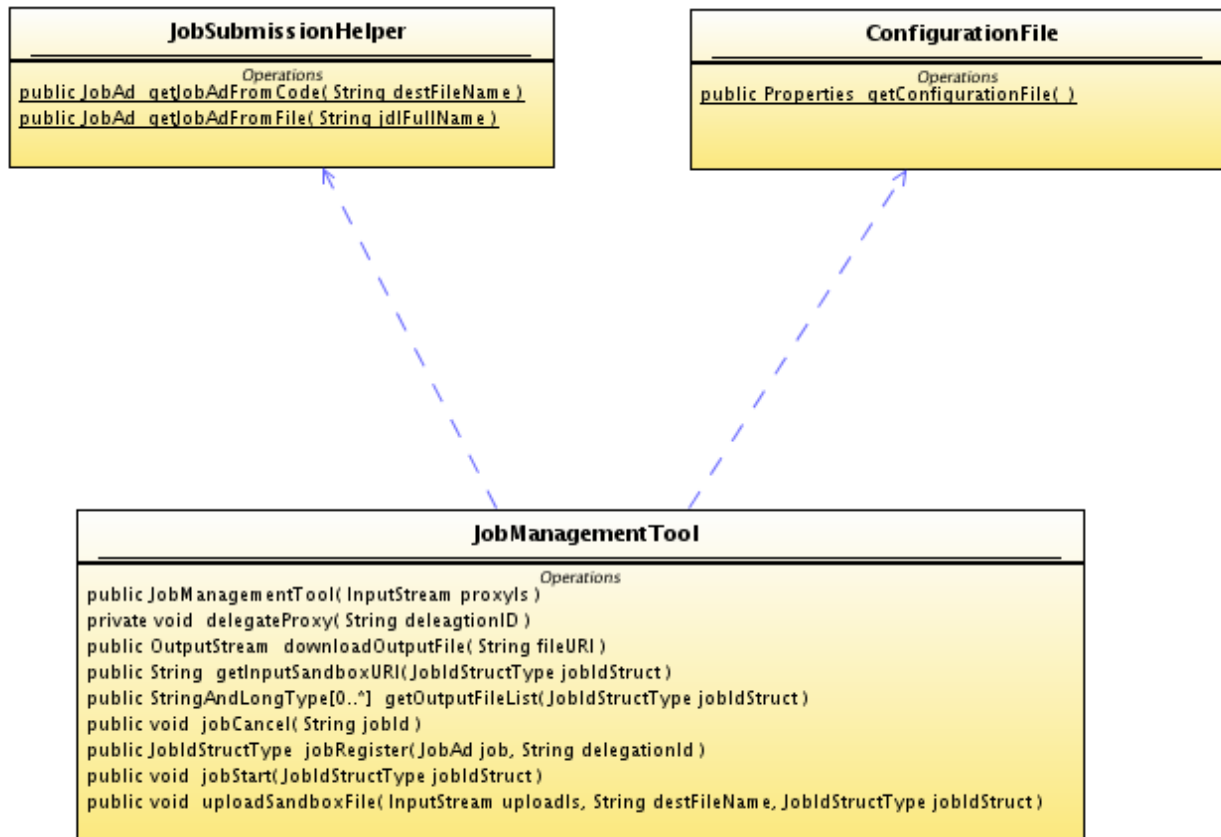 JobSubmissionHelper
Operations
public JobAd getJobAdFromCode( String destFileName )
public JobAd getJobAdFromFile( String jdlFullName )
ConfigurationFile
Operations
public Properties getConfigurationFile( )
JobManagementTool
Operations
public JobManagementTool( InputStream proxyIs )
private void delegateProxy( String deleagtionID )
public OutputStream downloadOutputFile( String fileURI )
public String getInputSandboxURI( JobIdStructType jobIdStruct )
public StringAndLongType[0..*] getOutputFileList( JobIdStructType jobIdStruct )
public void jobCancel( String jobId )
public JobIdStructType jobRegister( JobAd job, String delegationId )
public void jobStart( JobIdStructType jobIdStruct )
public void uploadSandboxFile( InputStream uploadIs, String destFileName, JobIdStructType jobIdStruct )